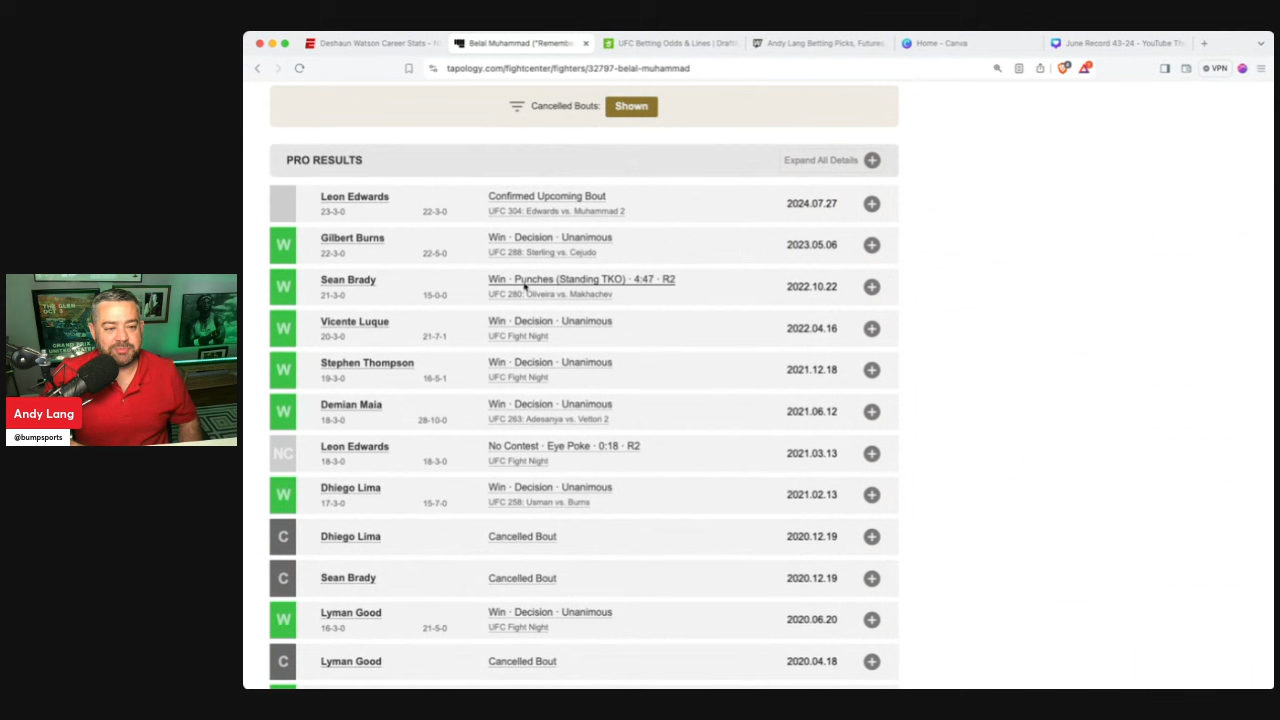 Deshaun Watson Career Stats - N
Belal Muhammad ("Remembe
UFC Betting Odds & Lines | Draft
Andy Lang Betting Picks, Futures
Home - Canva
June Record 43-24 - YouTube Th
tapology.com/fightcenter/fighters/32797-belal-muhammad
VPN
Cancelled Bouts: Shown
PRO RESULTS
Expand All Details
Leon Edwards Confirmed Upcoming Bout 2024.07.27
23-3-0 22-3-0 UFC 304: Edwards vs. Muhammad 2
W Gilbert Burns Win · Decision · Unanimous 2023.05.06
22-3-0 22-5-0 UFC 288: Sterling vs. Cejudo
W Sean Brady Win · Punches (Standing TKO) · 4:47 · R2 2022.10.22
21-3-0 15-0-0 UFC 280: Oliveira vs. Makhachev
W Vicente Luque Win · Decision · Unanimous 2022.04.16
20-3-0 21-7-1 UFC Fight Night
W Stephen Thompson Win · Decision · Unanimous 2021.12.18
19-3-0 16-5-1 UFC Fight Night
W Demian Maia Win · Decision · Unanimous 2021.06.12
18-3-0 28-10-0 UFC 263: Adesanya vs. Vettori 2
NC Leon Edwards No Contest · Eye Poke · 0:18 · R2 2021.03.13
18-3-0 18-3-0 UFC Fight Night
W Dhiego Lima Win · Decision · Unanimous 2021.02.13
17-3-0 15-7-0 UFC 258: Usman vs. Burns
C Dhiego Lima Cancelled Bout 2020.12.19
C Sean Brady Cancelled Bout 2020.12.19
W Lyman Good Win · Decision · Unanimous 2020.06.20
16-3-0 21-5-0 UFC Fight Night
C Lyman Good Cancelled Bout 2020.04.18
THE GLEN
Andy Lang
@bumpsports